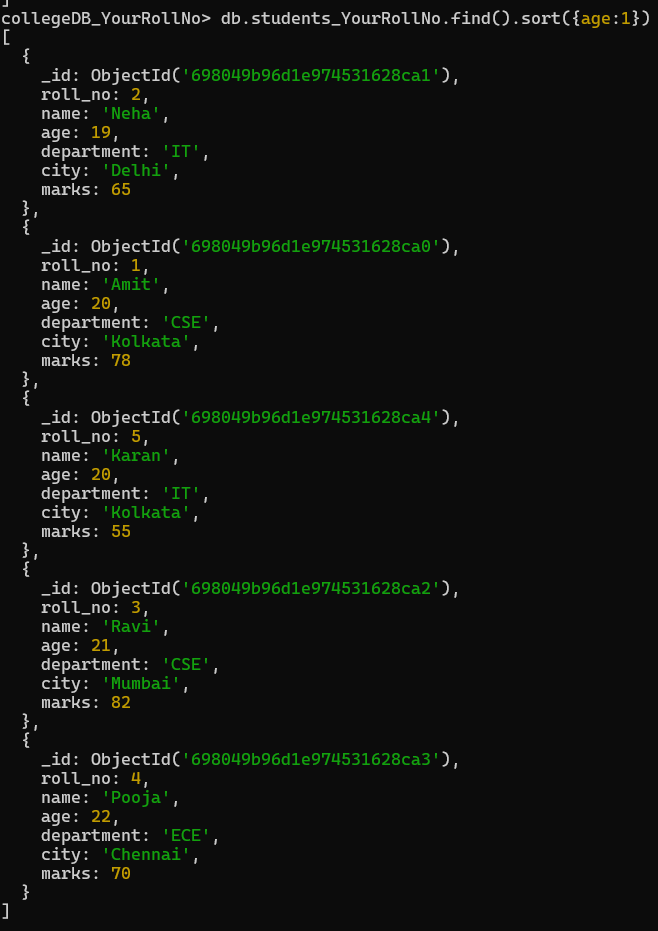 ]
collegeDB_YourRollNo> db.students_YourRollNo.find().sort({age:1})
[
  {
    _id: ObjectId('698049b96d1e974531628ca1'),
    roll_no: 2,
    name: 'Neha',
    age: 19,
    department: 'IT',
    city: 'Delhi',
    marks: 65
  },
  {
    _id: ObjectId('698049b96d1e974531628ca0'),
    roll_no: 1,
    name: 'Amit',
    age: 20,
    department: 'CSE',
    city: 'Kolkata',
    marks: 78
  },
  {
    _id: ObjectId('698049b96d1e974531628ca4'),
    roll_no: 5,
    name: 'Karan',
    age: 20,
    department: 'IT',
    city: 'Kolkata',
    marks: 55
  },
  {
    _id: ObjectId('698049b96d1e974531628ca2'),
    roll_no: 3,
    name: 'Ravi',
    age: 21,
    department: 'CSE',
    city: 'Mumbai',
    marks: 82
  },
  {
    _id: ObjectId('698049b96d1e974531628ca3'),
    roll_no: 4,
    name: 'Pooja',
    age: 22,
    department: 'ECE',
    city: 'Chennai',
    marks: 70
  }
]